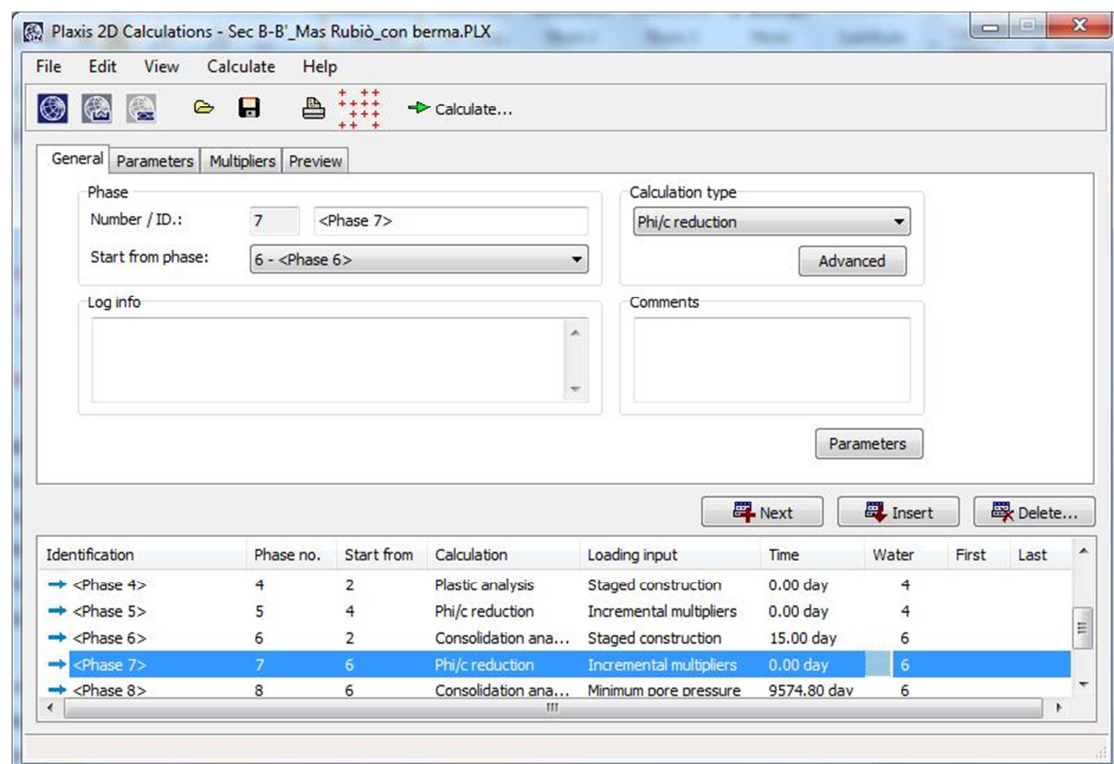 Plaxis 2D Calculations - Sec B-B'_Mas Rubiò_con berma.PLX
File Edit View Calculate Help
Calculate...
General Parameters Multipliers Preview
Phase
Number / ID.: 7 <Phase 7>
Start from phase: 6 - <Phase 6>
Calculation type
Phi/c reduction
Advanced
Log info
Comments
Parameters
Next Insert Delete...
Identification Phase no. Start from Calculation Loading input Time Water First Last
<Phase 4> 4 2 Plastic analysis Staged construction 0.00 day 4
<Phase 5> 5 4 Phi/c reduction Incremental multipliers 0.00 day 4
<Phase 6> 6 2 Consolidation ana... Staged construction 15.00 day 6
<Phase 7> 7 6 Phi/c reduction Incremental multipliers 0.00 day 6
<Phase 8> 8 6 Consolidation ana... Minimum pore pressure 9574.80 day 6